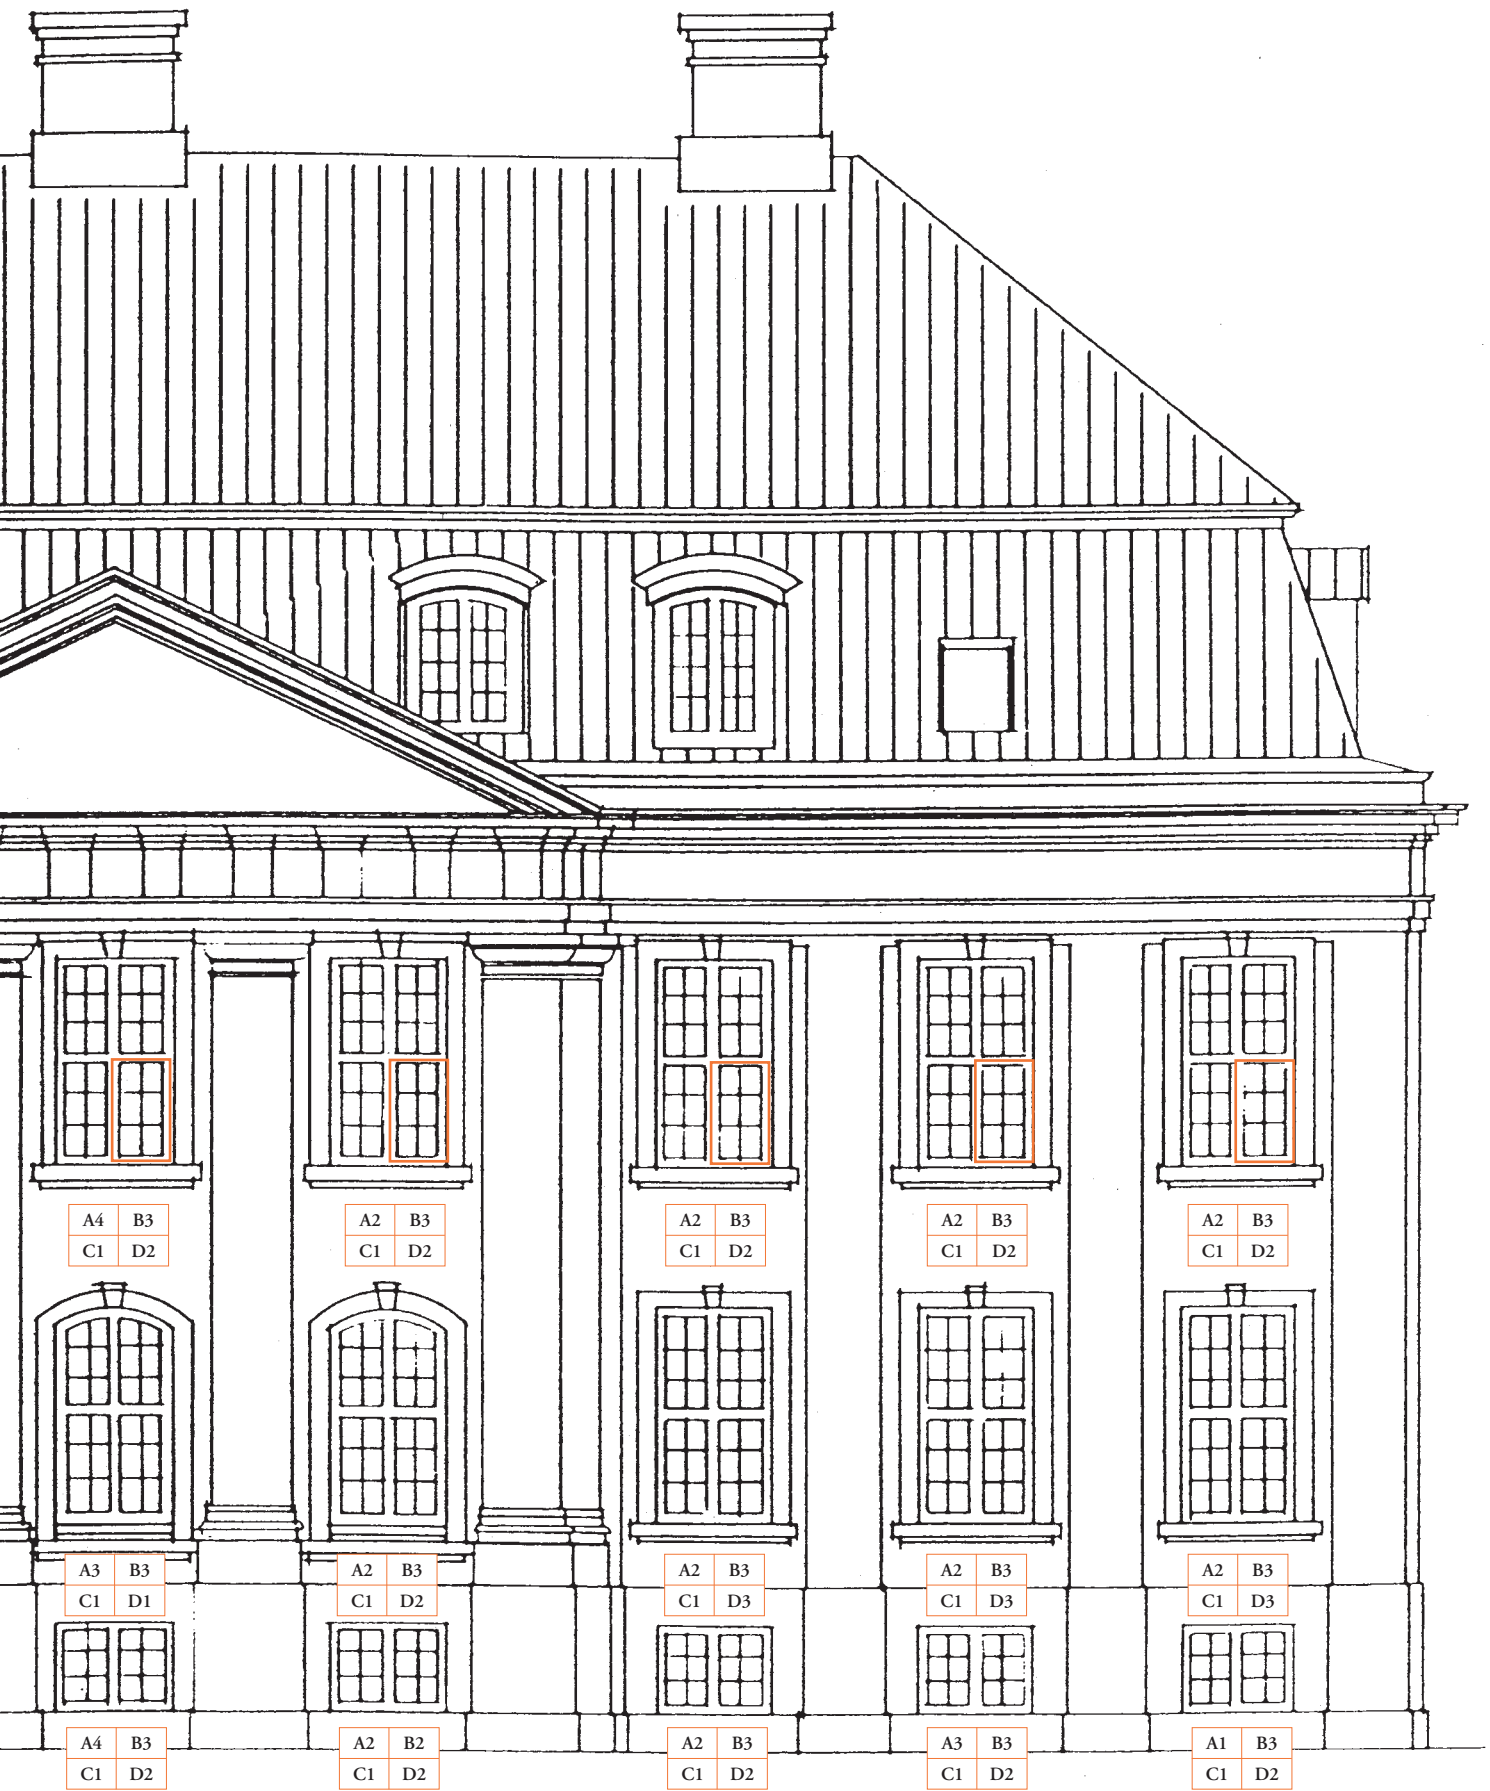 A4 B3 A2 B3 A2 B3 A2 B3 A2 B3
C1 D2 C1 D2 C1 D2 C1 D2 C1 D2
A3 B3 A2 B3 A2 B3 A2 B3 A2 B3
C1 D1 C1 D2 C1 D3 C1 D3 C1 D3
A4 B3 A2 B2 A2 B3 A3 B3 A1 B3
C1 D2 C1 D2 C1 D2 C1 D2 C1 D2